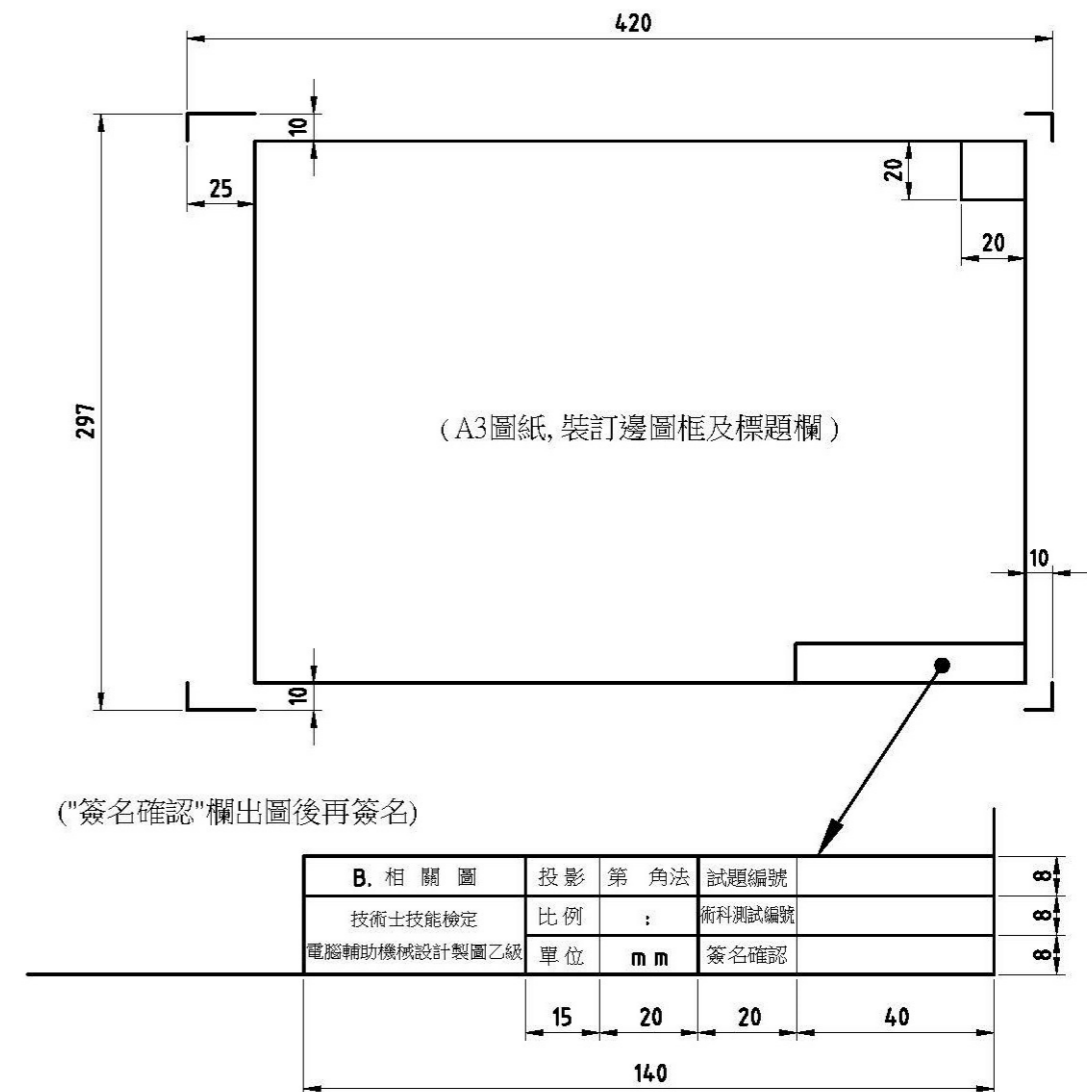 420
10
20
25
20
297
( A3圖紙, 裝訂邊圖框及標題欄 )
10
10
("簽名確認"欄出圖後再簽名)
B. 相 關 圖 投影 第 角法 試題編號 8
技術士技能檢定 比例 : 術科測試編號 8
電腦輔助機械設計製圖乙級 單位 mm 簽名確認 8
15 20 20 40
140